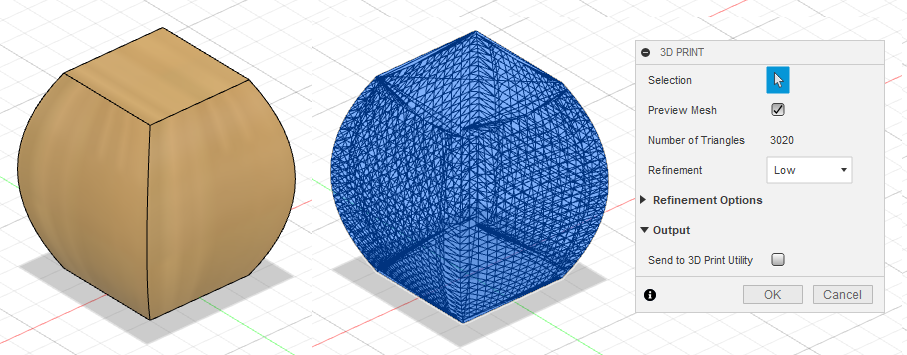 3D PRINT
Selection
Preview Mesh
Number of Triangles 3020
Refinement Low
Refinement Options
Output
Send to 3D Print Utility
OK Cancel